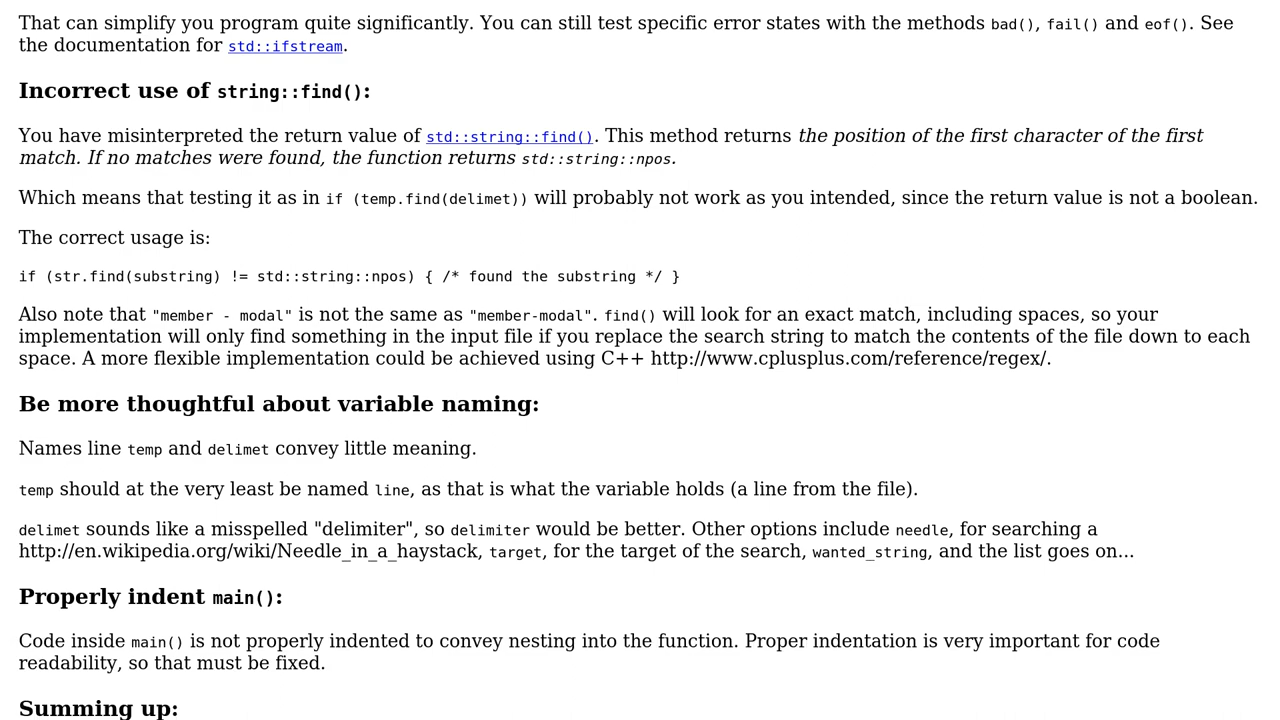 That can simplify you program quite significantly. You can still test specific error states with the methods bad(), fail() and eof(). See
the documentation for std::ifstream.
Incorrect use of string::find():
You have misinterpreted the return value of std::string::find(). This method returns the position of the first character of the first
match. If no matches were found, the function returns std::string::npos.
Which means that testing it as in if (temp.find(delimet)) will probably not work as you intended, since the return value is not a boolean.
The correct usage is:
if (str.find(substring) != std::string::npos) { /* found the substring */ }
Also note that "member - modal" is not the same as "member-modal". find() will look for an exact match, including spaces, so your
implementation will only find something in the input file if you replace the search string to match the contents of the file down to each
space. A more flexible implementation could be achieved using C++ http://www.cplusplus.com/reference/regex/.
Be more thoughtful about variable naming:
Names line temp and delimet convey little meaning.
temp should at the very least be named line, as that is what the variable holds (a line from the file).
delimet sounds like a misspelled "delimiter", so delimiter would be better. Other options include needle, for searching a
http://en.wikipedia.org/wiki/Needle_in_a_haystack, target, for the target of the search, wanted_string, and the list goes on...
Properly indent main():
Code inside main() is not properly indented to convey nesting into the function. Proper indentation is very important for code
readability, so that must be fixed.
Summing up: